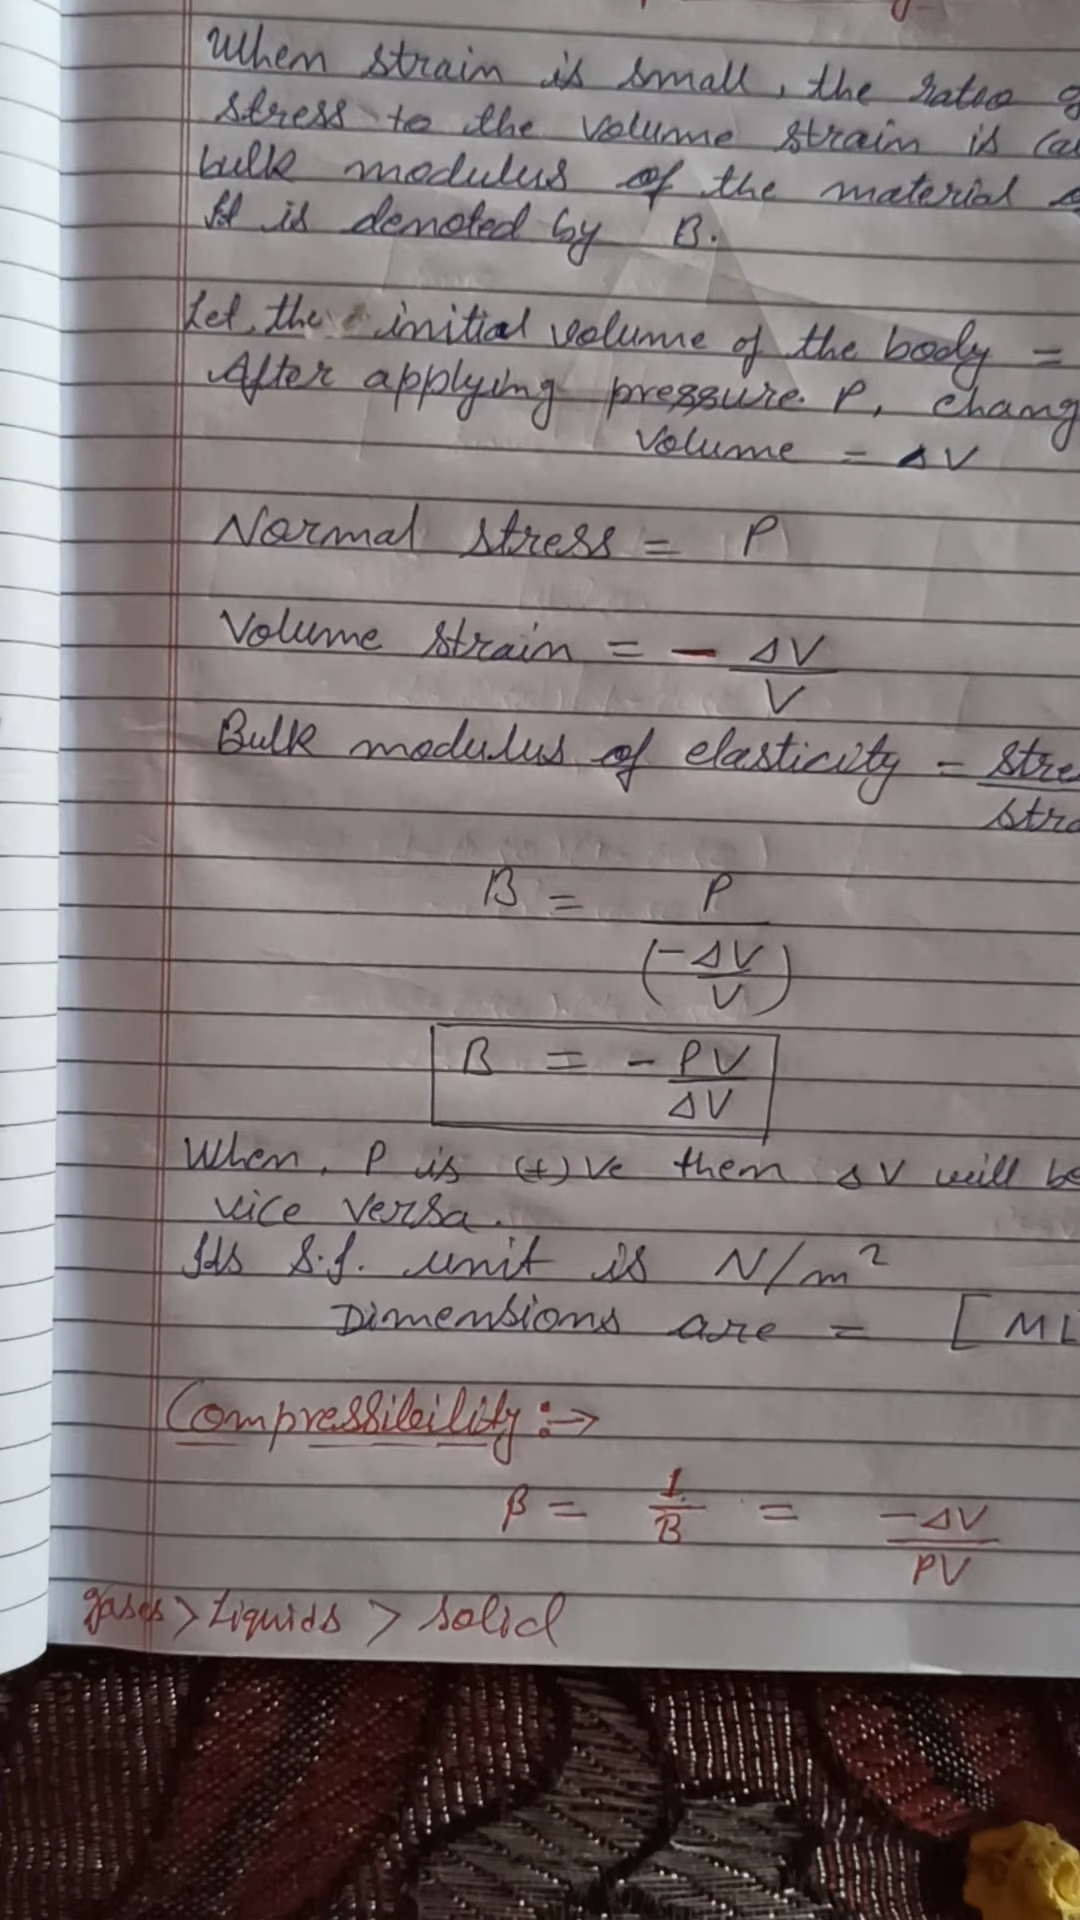 When strain is small, the ratio
stress to the volume strain is
bulk modulus of the material
It is denoted by B.
Let, the initial volume of the body =
After applying pressure P, chang
Volume = ΔV
Normal stress = P
Volume strain = - ΔV/V
Bulk modulus of elasticity = stre/stra
B = P/(-ΔV/V)
B = - PV/ΔV
When, P is (+)ve then ΔV will be
vice versa.
Its S.I. unit is N/m²
Dimensions are = [ML
Compressibility :→
β = 1/B = -ΔV/PV
gases > Liquids > solid